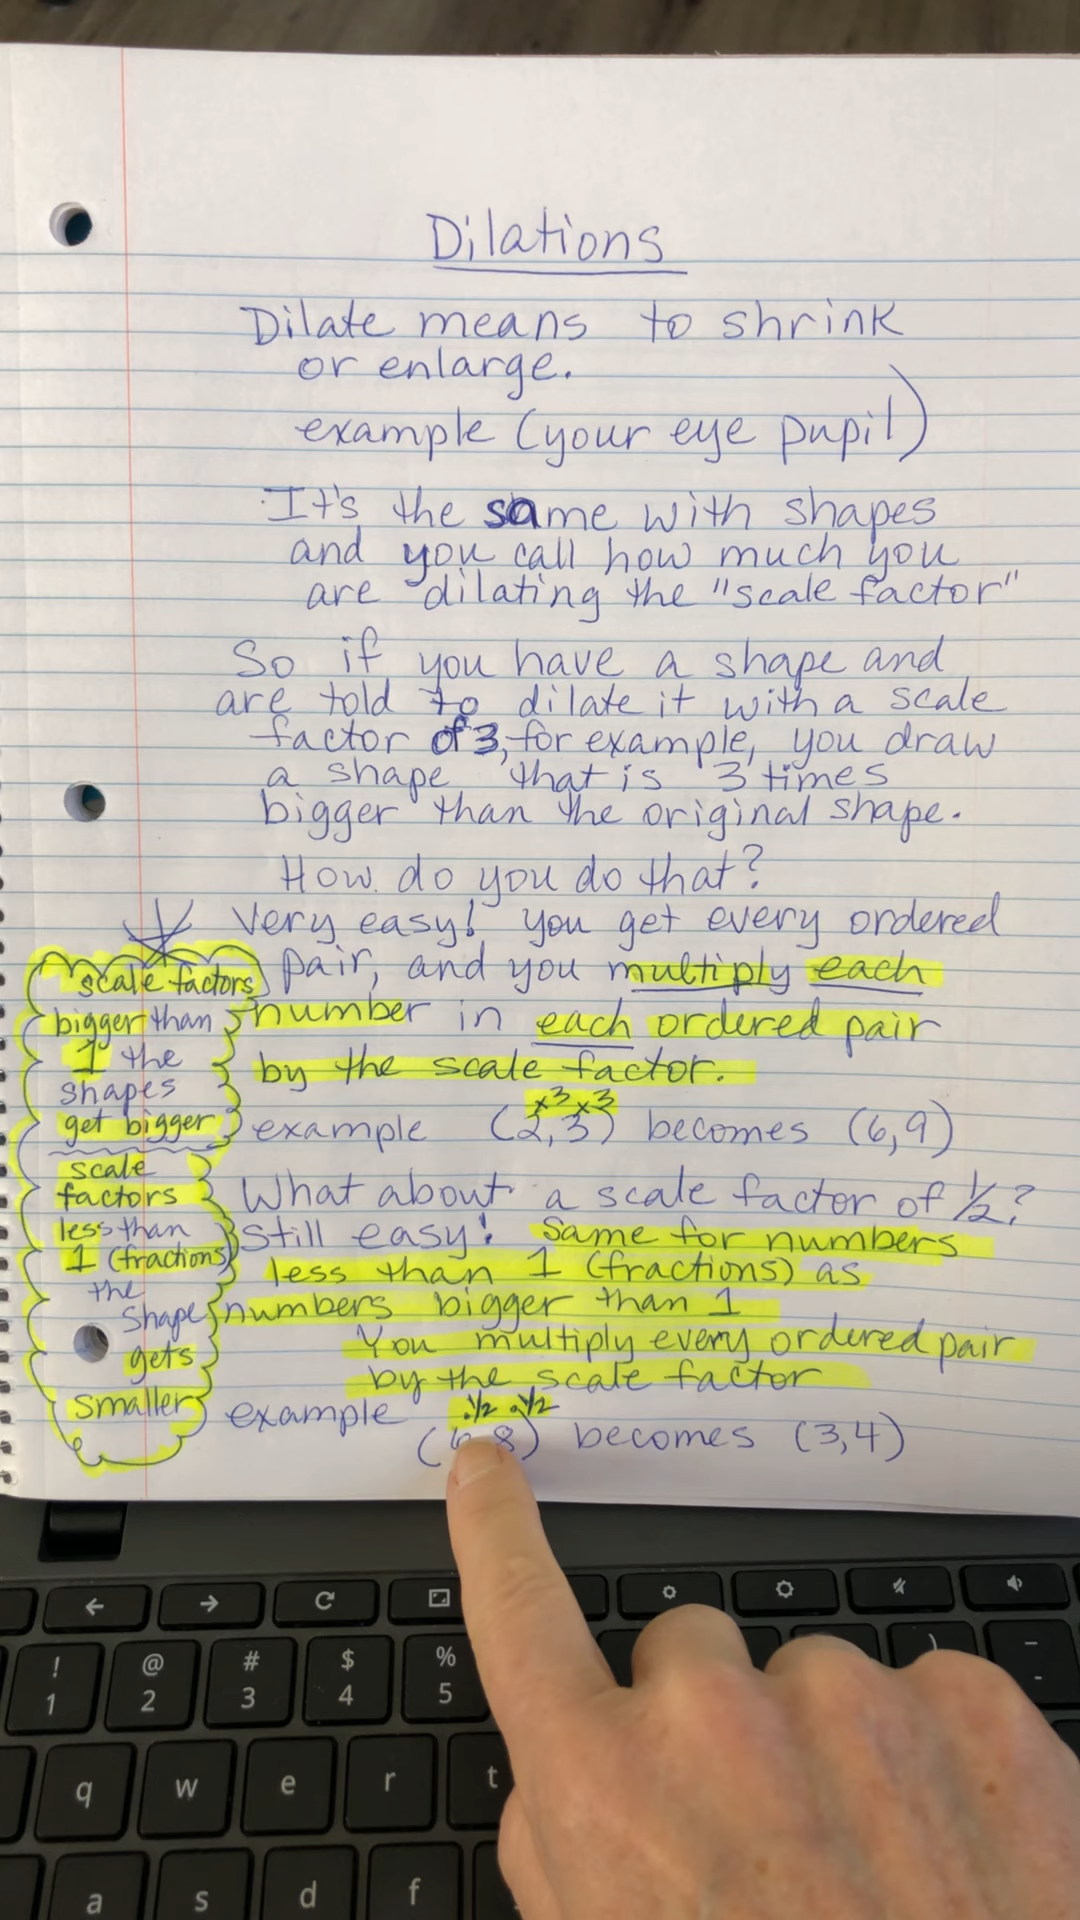 Dilations
Dilate means to shrink
or enlarge.
example (your eye pupil)
It's the same with shapes
and you call how much you
are dilating the "scale factor"
So if you have a shape and
are told to dilate it with a scale
factor of 3, for example, you draw
a shape that is 3 times
bigger than the original shape.
How do you do that?
Very easy! you get every ordered
pair, and you multiply each
number in each ordered pair
by the scale factor.
x3 x3
example (2,3) becomes (6,9)
What about a scale factor of 1/2?
still easy! Same for numbers
less than 1 (fractions) as
numbers bigger than 1
You multiply every ordered pair
by the scale factor
.1/2 .1/2
example (6,8) becomes (3,4)
scale factors
bigger than
1 the
shapes
get bigger
scale
factors
less than
1 (fractions)
the
shape
gets
smaller
! @ # $ %
1 2 3 4 5
)
_
-
q w e r t
a s d f